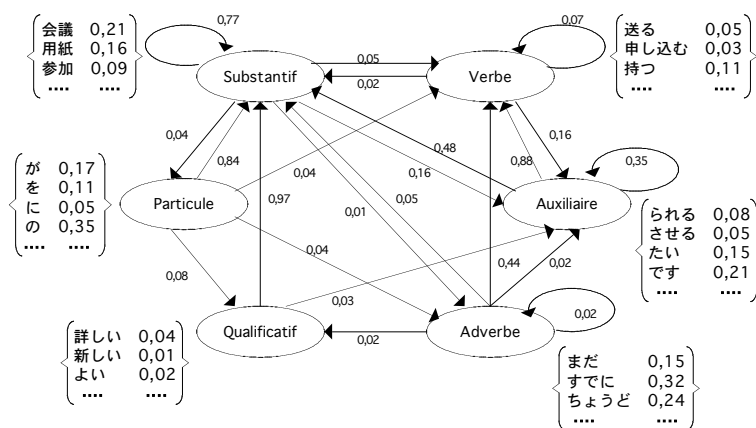 0,77
0,07
会議 0,21
用紙 0,16
参加 0,09
.... ....
送る 0,05
申し込む 0,03
持つ 0,11
.... ....
Substantif
0,05
0,02
Verbe
0,04
0,84
0,04
0,48
0,16
0,88
0,16
0,35
が 0,17
を 0,11
に 0,05
の 0,35
.... ....
Particule
0,97
0,01
0,16
0,05
Auxiliaire
られる 0,08
させる 0,05
たい 0,15
です 0,21
.... ....
0,04
0,44
0,02
0,08
0,03
0,02
詳しい 0,04
新しい 0,01
よい 0,02
.... ....
Qualificatif
0,02
Adverbe
まだ 0,15
すでに 0,32
ちょうど 0,24
.... ....